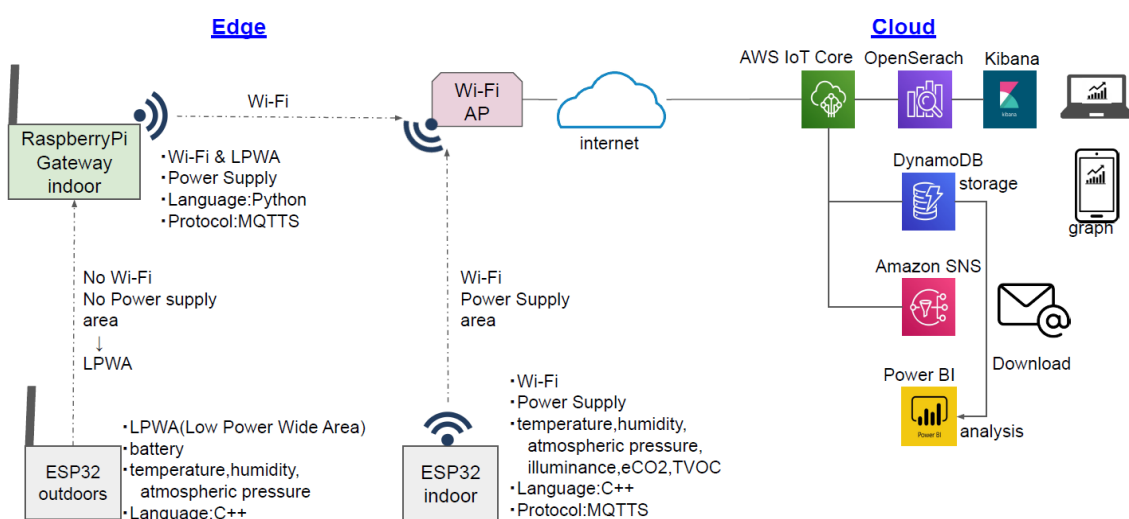 Edge
Cloud
AWS IoT Core
OpenSerach
Kibana
Wi-Fi
Wi-Fi
AP
internet
kibana
RaspberryPi
Gateway
indoor
・Wi-Fi & LPWA
・Power Supply
・Language:Python
・Protocol:MQTTS
DynamoDB
storage
graph
No Wi-Fi
No Power supply
area
↓
LPWA
Wi-Fi
Power Supply
area
Amazon SNS
Download
Power BI
Power BI
analysis
ESP32
outdoors
・LPWA(Low Power Wide Area)
・battery
・temperature,humidity,
atmospheric pressure
・Language:C++
ESP32
indoor
・Wi-Fi
・Power Supply
・temperature,humidity,
atmospheric pressure,
illuminance,eCO2,TVOC
・Language:C++
・Protocol:MQTTS